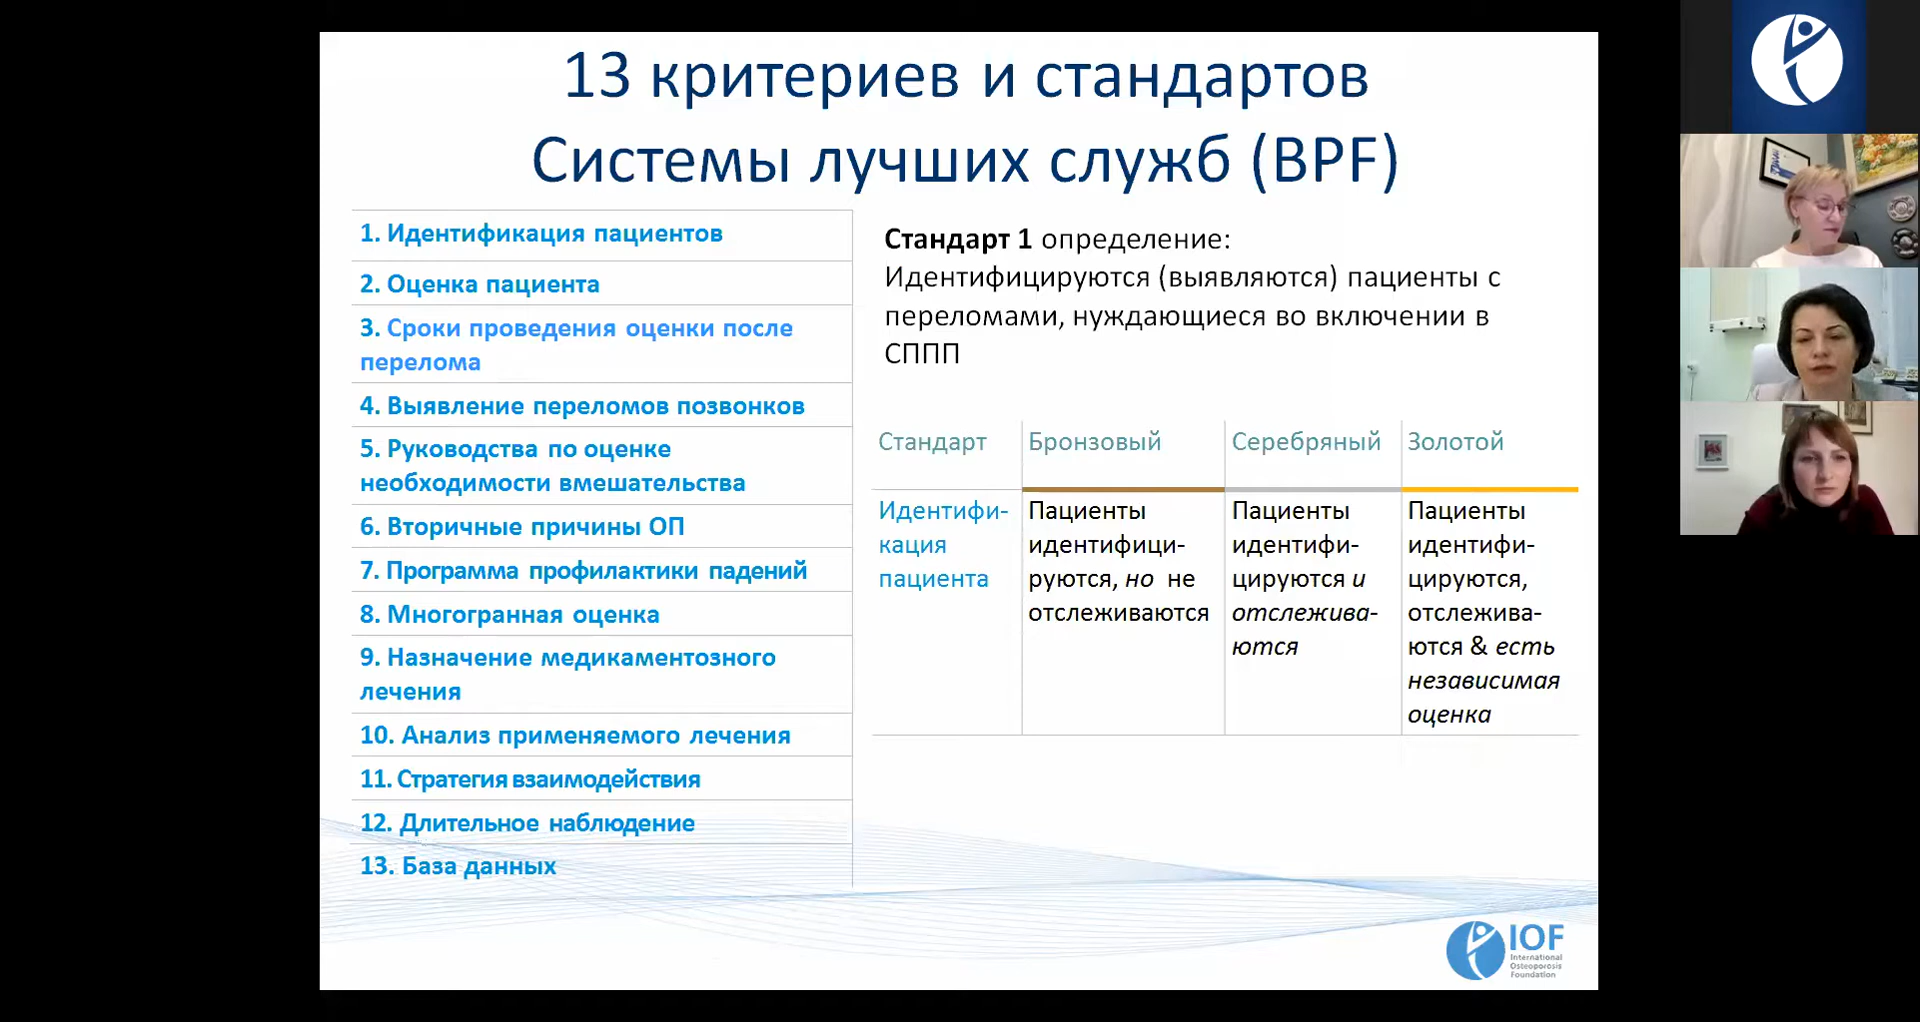 13 критериев и стандартов
Системы лучших служб (BPF)
1. Идентификация пациентов
2. Оценка пациента
3. Сроки проведения оценки после
перелома
4. Выявление переломов позвонков
5. Руководства по оценке
необходимости вмешательства
6. Вторичные причины ОП
7. Программа профилактики падений
8. Многогранная оценка
9. Назначение медикаментозного
лечения
10. Анализ применяемого лечения
11. Стратегия взаимодействия
12. Длительное наблюдение
13. База данных
Стандарт 1 определение:
Идентифицируются (выявляются) пациенты с
переломами, нуждающиеся во включении в
СППП
Стандарт
Бронзовый
Серебряный
Золотой
Идентифи-
кация
пациента
Пациенты
идентифици-
руются, но не
отслеживаются
Пациенты
идентифи-
цируются и
отслежива-
ются
Пациенты
идентифи-
цируются,
отслежива-
ются & есть
независимая
оценка
IOF
International
Osteoporosis
Foundation